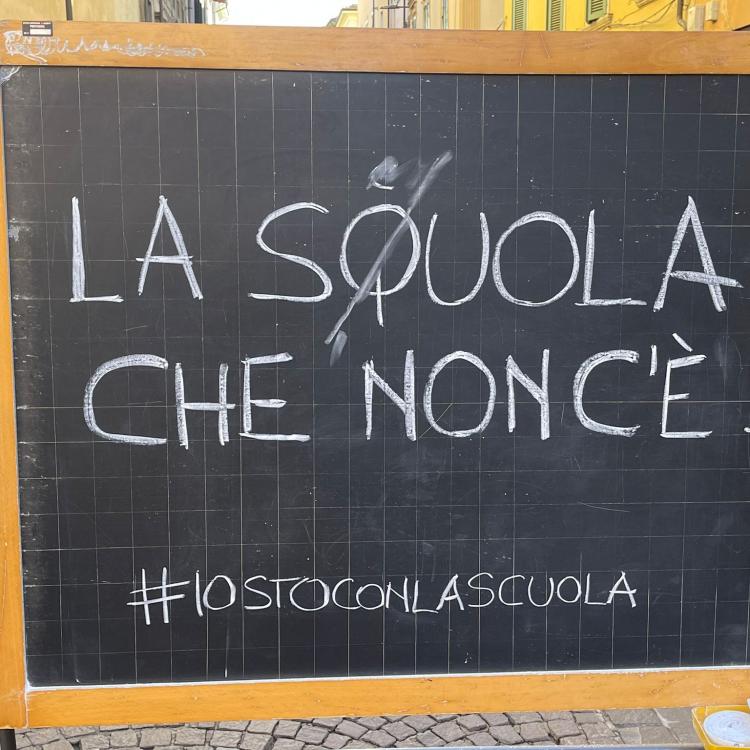 LA SQUOLA
CHE NON C'È.
#IOSTOCONLASCUOLA